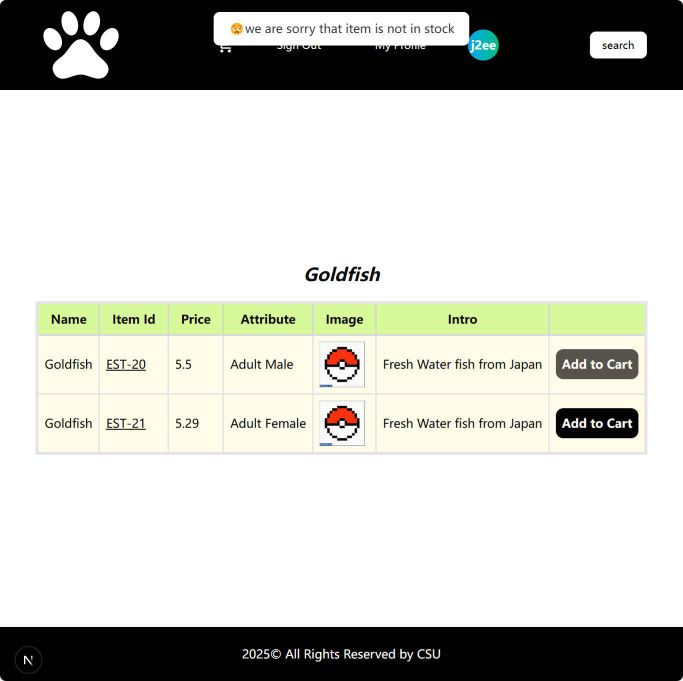 😔we are sorry that item is not in stock
Sign Out My Profile j2ee search
Goldfish
Name Item Id Price Attribute Image Intro
Goldfish EST-20 5.5 Adult Male Fresh Water fish from Japan Add to Cart
Goldfish EST-21 5.29 Adult Female Fresh Water fish from Japan Add to Cart
2025© All Rights Reserved by CSU
N